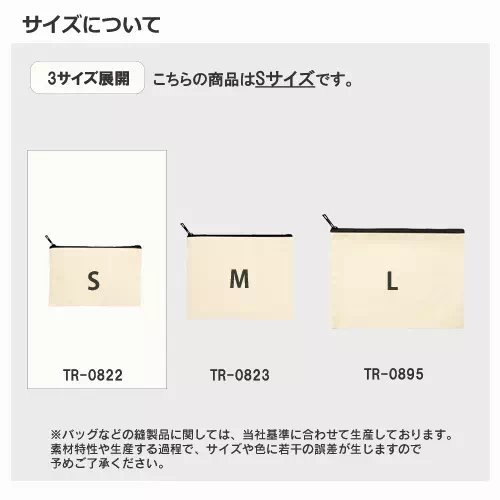 サイズについて
3サイズ展開
こちらの商品はSサイズです。
S
M
L
TR-0822
TR-0823
TR-0895
※バッグなどの縫製品に関しては、当社基準に合わせて生産しております。
素材特性や生産する過程で、サイズや色に若干の誤差が生じますので
予めご了承ください。